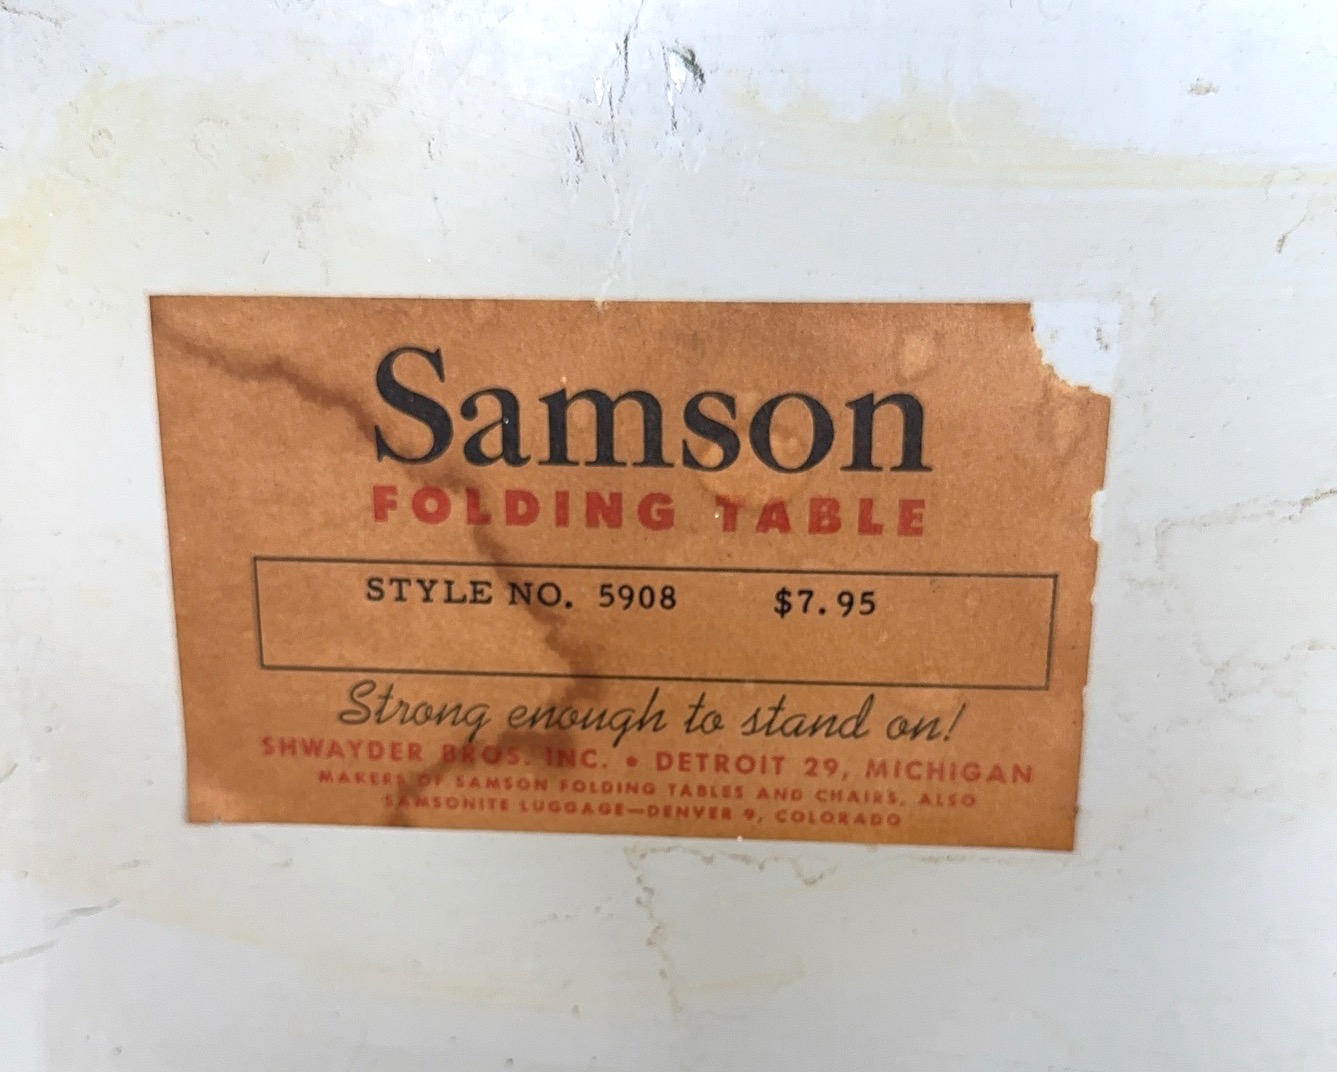 Samson
FOLDING TABLE
STYLE NO. 5908 $7.95
Strong enough to stand on!
SHWAYDER BROS. INC. • DETROIT 29, MICHIGAN
MAKERS OF SAMSON FOLDING TABLES AND CHAIRS, ALSO
SAMSONITE LUGGAGE—DENVER 9, COLORADO